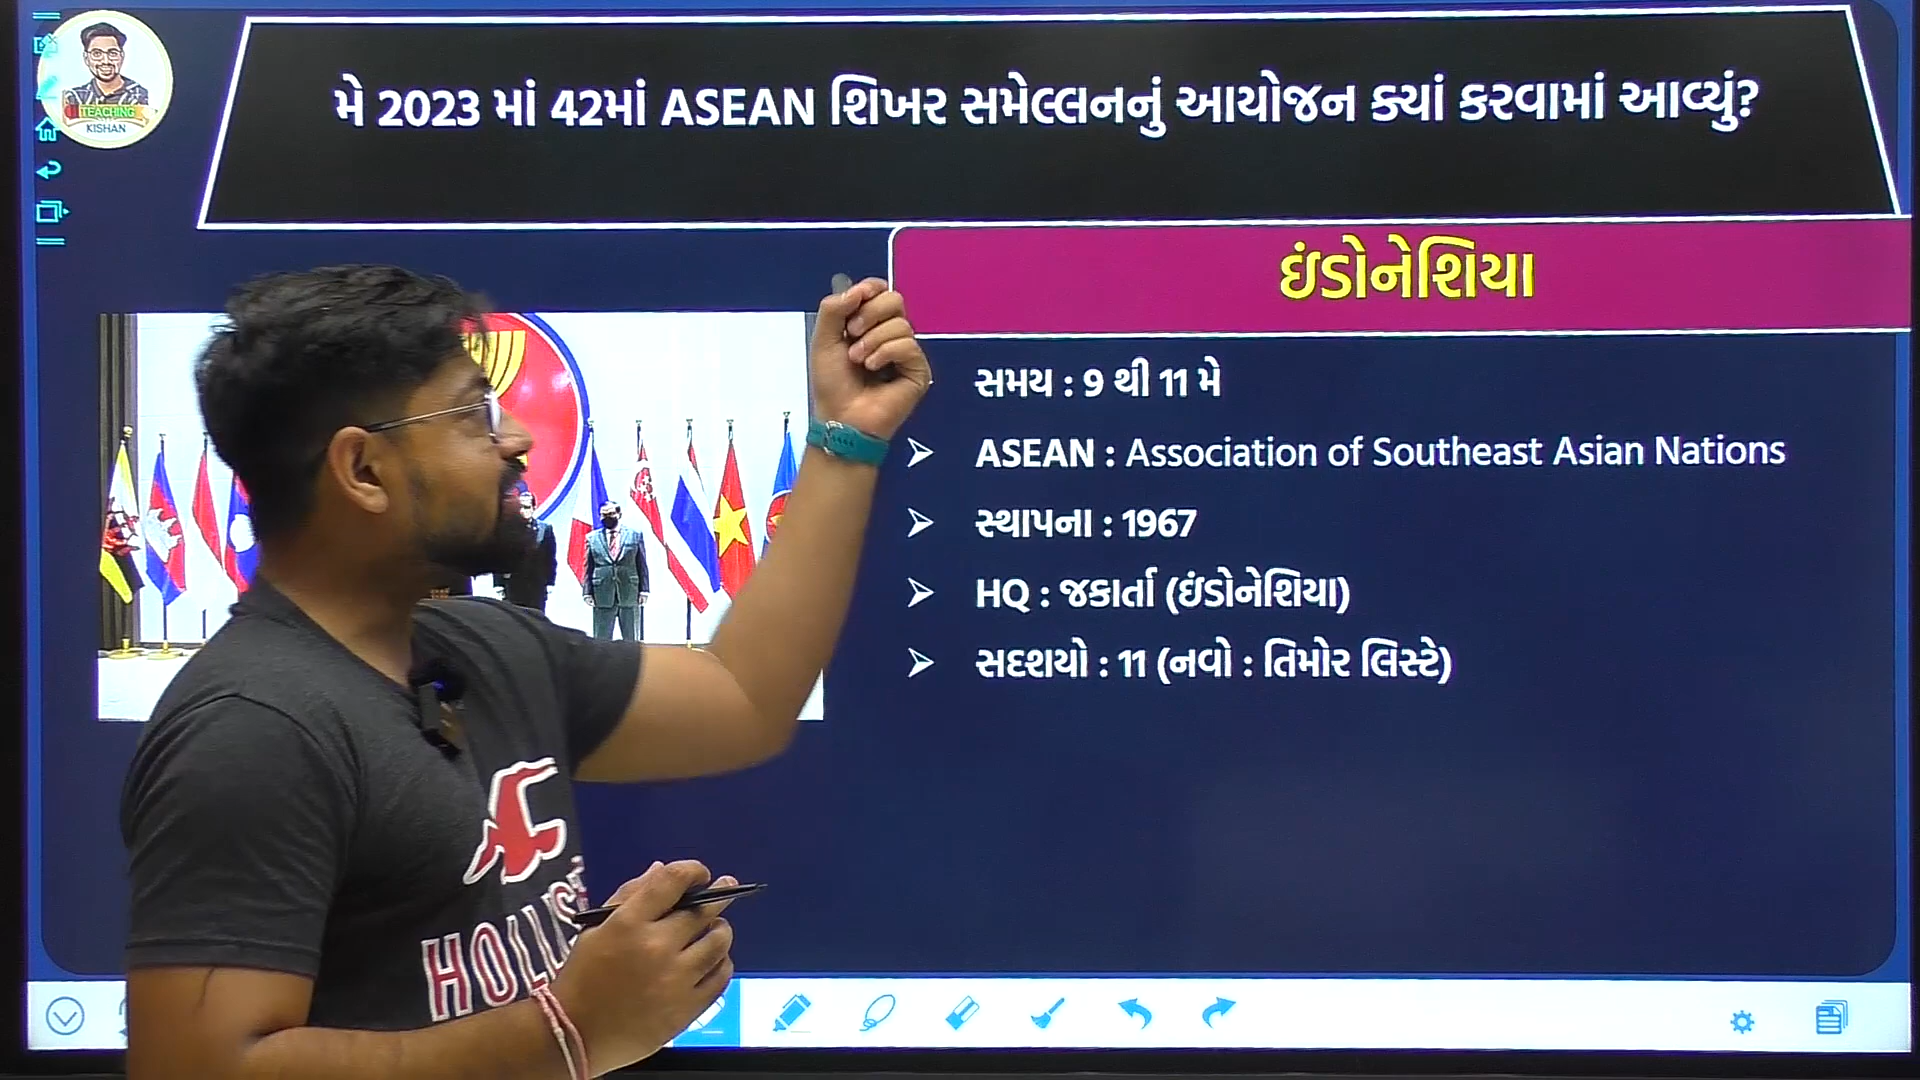 TEACHING
KISHAN
મે 2023 માં 42માં ASEAN શિખર સમેલ્લનનું આયોજન ક્યાં કરવામાં આવ્યું?
ઇંડોનેશિયા
સમય : 9 થી 11 મે
ASEAN : Association of Southeast Asian Nations
સ્થાપના : 1967
HQ : જકાર્તા (ઇંડોનેશિયા)
સદશયો : 11 (નવો : તિમોર લિસ્ટે)